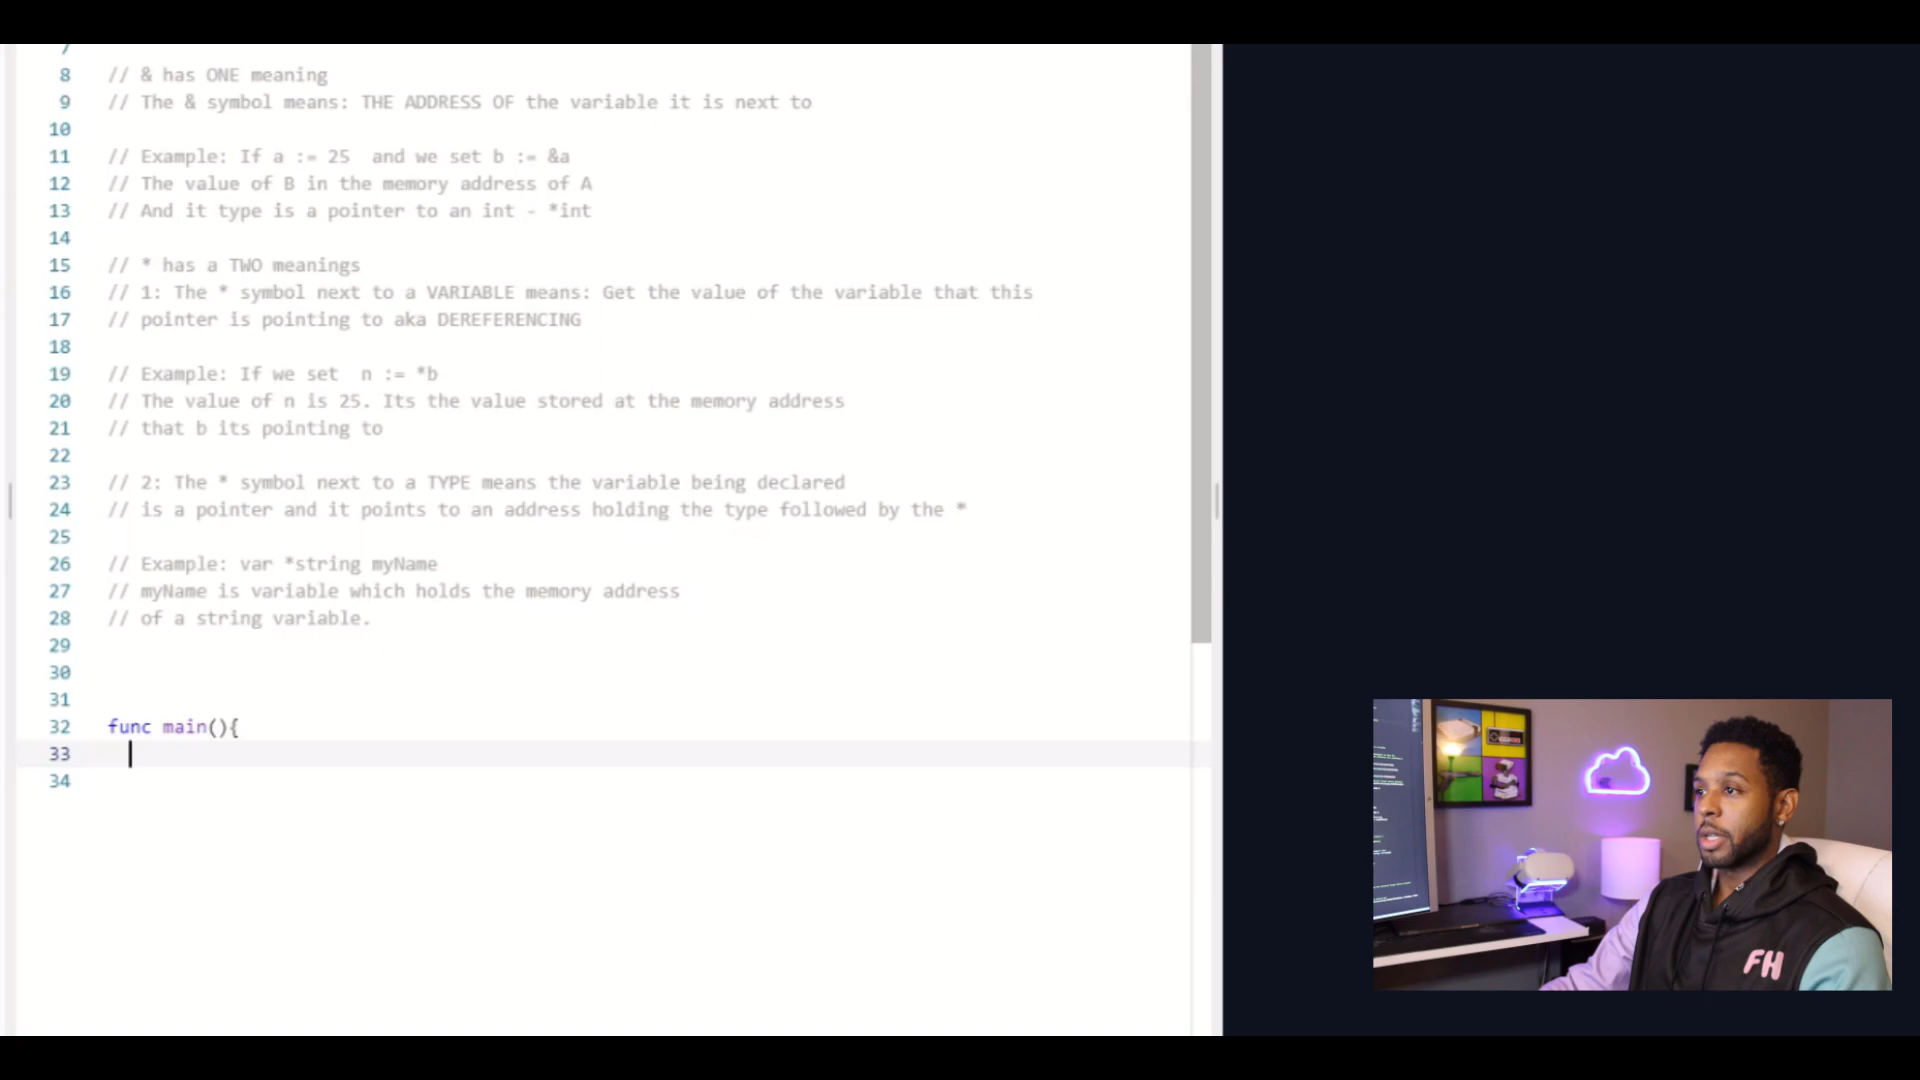 7
8 // & has ONE meaning
9 // The & symbol means: THE ADDRESS OF the variable it is next to
10
11 // Example: If a := 25  and we set b := &a
12 // The value of B in the memory address of A
13 // And it type is a pointer to an int - *int
14
15 // * has a TWO meanings
16 // 1: The * symbol next to a VARIABLE means: Get the value of the variable that this
17 // pointer is pointing to aka DEREFERENCING
18
19 // Example: If we set  n := *b
20 // The value of n is 25. Its the value stored at the memory address
21 // that b its pointing to
22
23 // 2: The * symbol next to a TYPE means the variable being declared
24 // is a pointer and it points to an address holding the type followed by the *
25
26 // Example: var *string myName
27 // myName is variable which holds the memory address
28 // of a string variable.
29
30
31
32 func main(){
33
34
FH